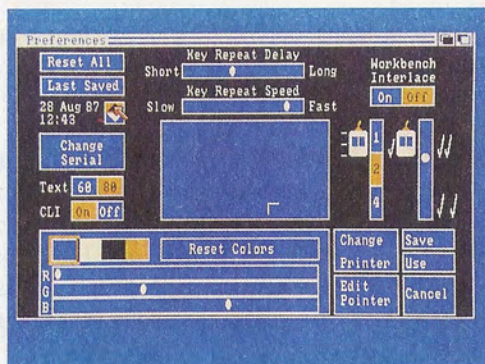 Preferences
Reset All
Last Saved
28 Aug 87
12:43
Change
Serial
Text 60 80
CLI On Off
Key Repeat Delay
Short Long
Key Repeat Speed
Slow Fast
Workbench
Interlace
On Off
1
2
4
Reset Colors
R
G
B
Change
Printer
Edit
Pointer
Save
Use
Cancel